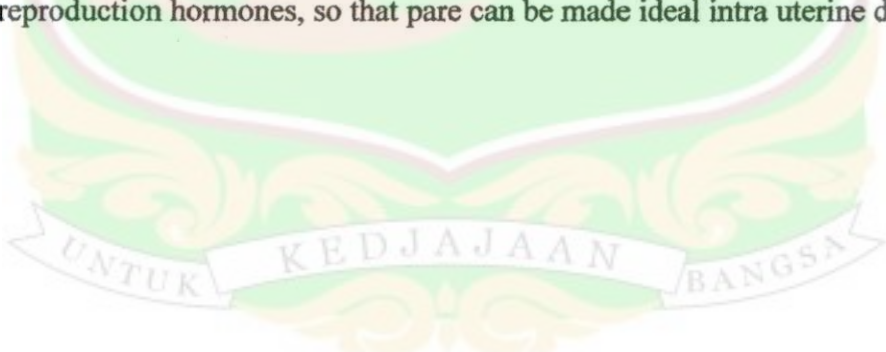 reproduction hormones, so that pare can be made ideal intra uterine d
UNTUK KEDJAJAAN BANGSA